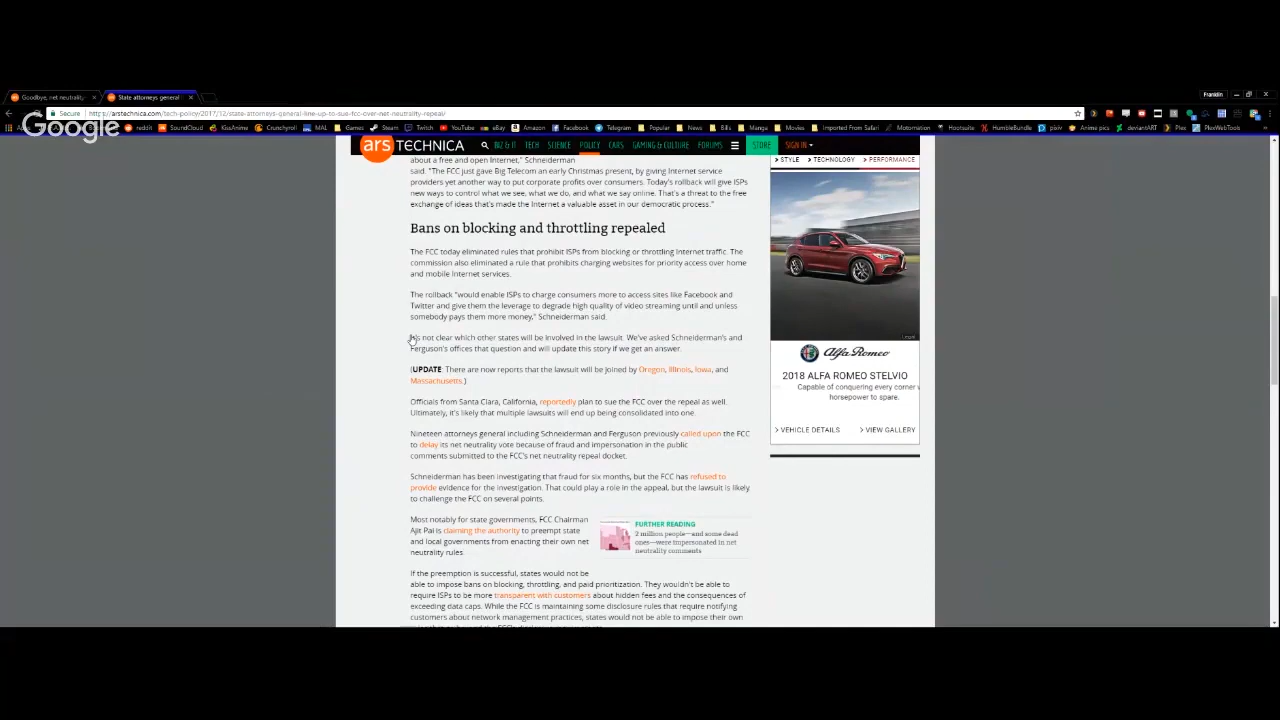 Goodbye, net neutrality
State attorneys general
Franklin
Secure
https://arstechnica.com/tech-policy/2017/12/state-attorneys-general-line-up-to-sue-fcc-over-net-neutrality-repeal/
Google
reddit SoundCloud KissAnime Crunchyroll MAL Games Steam Twitch YouTube eBay Amazon Facebook Telegram Popular News Bills Manga Movies Imported From Safari Motornation Hootsuite HumbleBundle pixiv Anime pics deviantART Plex PlexWebTools
ars TECHNICA BIZ & IT TECH SCIENCE POLICY CARS GAMING & CULTURE FORUMS STORE SIGN IN
about a free and open Internet," Schneiderman
said. "The FCC just gave Big Telecom an early Christmas present, by giving Internet service
providers yet another way to put corporate profits over consumers. Today's rollback will give ISPs
new ways to control what we see, what we do, and what we say online. That's a threat to the free
exchange of ideas that's made the Internet a valuable asset in our democratic process."
Bans on blocking and throttling repealed
The FCC today eliminated rules that prohibit ISPs from blocking or throttling Internet traffic. The
commission also eliminated a rule that prohibits charging websites for priority access over home
and mobile Internet services.
The rollback "would enable ISPs to charge consumers more to access sites like Facebook and
Twitter and give them the leverage to degrade high quality of video streaming until and unless
somebody pays them more money," Schneiderman said.
It's not clear which other states will be involved in the lawsuit. We've asked Schneiderman's and
Ferguson's offices that question and will update this story if we get an answer.
(UPDATE: There are now reports that the lawsuit will be joined by Oregon, Illinois, Iowa, and
Massachusetts.)
Officials from Santa Clara, California, reportedly plan to sue the FCC over the repeal as well.
Ultimately, it's likely that multiple lawsuits will end up being consolidated into one.
Nineteen attorneys general including Schneiderman and Ferguson previously called upon the FCC
to delay its net neutrality vote because of fraud and impersonation in the public
comments submitted to the FCC's net neutrality repeal docket.
Schneiderman has been investigating that fraud for six months, but the FCC has refused to
provide evidence for the investigation. That could play a role in the appeal, but the lawsuit is likely
to challenge the FCC on several points.
Most notably for state governments, FCC Chairman
Ajit Pai is claiming the authority to preempt state
and local governments from enacting their own net
neutrality rules.
FURTHER READING
2 million people—and some dead
ones—were impersonated in net
neutrality comments
If the preemption is successful, states would not be
able to impose bans on blocking, throttling, and paid prioritization. They wouldn't be able to
require ISPs to be more transparent with customers about hidden fees and the consequences of
exceeding data caps. While the FCC is maintaining some disclosure rules that require notifying
customers about network management practices, states would not be able to impose their own
> STYLE > TECHNOLOGY > PERFORMANCE
Alfa Romeo
2018 ALFA ROMEO STELVIO
Capable of conquering every corner
horsepower to spare.
> VEHICLE DETAILS > VIEW GALLERY